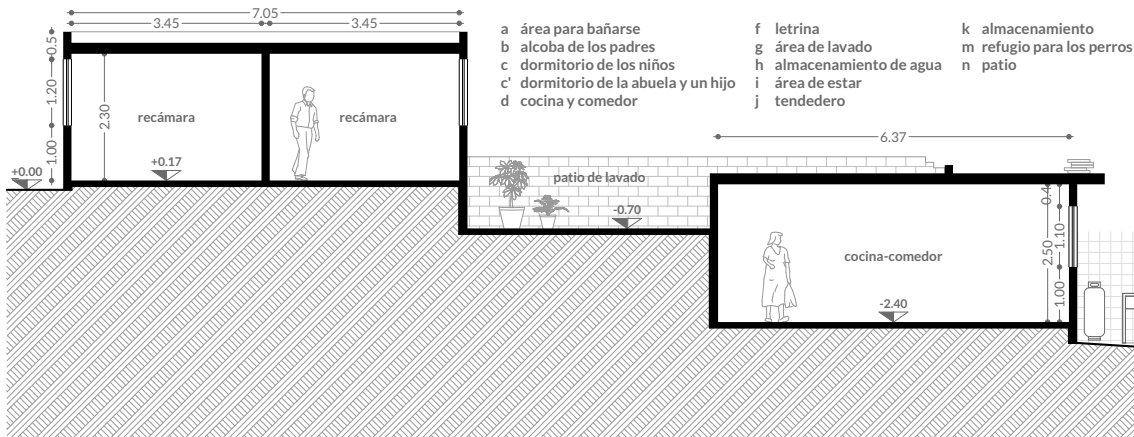 7.05
3.45 3.45
0.5
1.20
2.30
1.00
recámara
recámara
+0.00
+0.17
a área para bañarse
b alcoba de los padres
c dormitorio de los niños
c' dormitorio de la abuela y un hijo
d cocina y comedor
f letrina
g área de lavado
h almacenamiento de agua
i área de estar
j tendedero
k almacenamiento
m refugio para los perros
n patio
6.37
patio de lavado
-0.70
0.4
1.10
2.50
1.00
cocina-comedor
-2.40